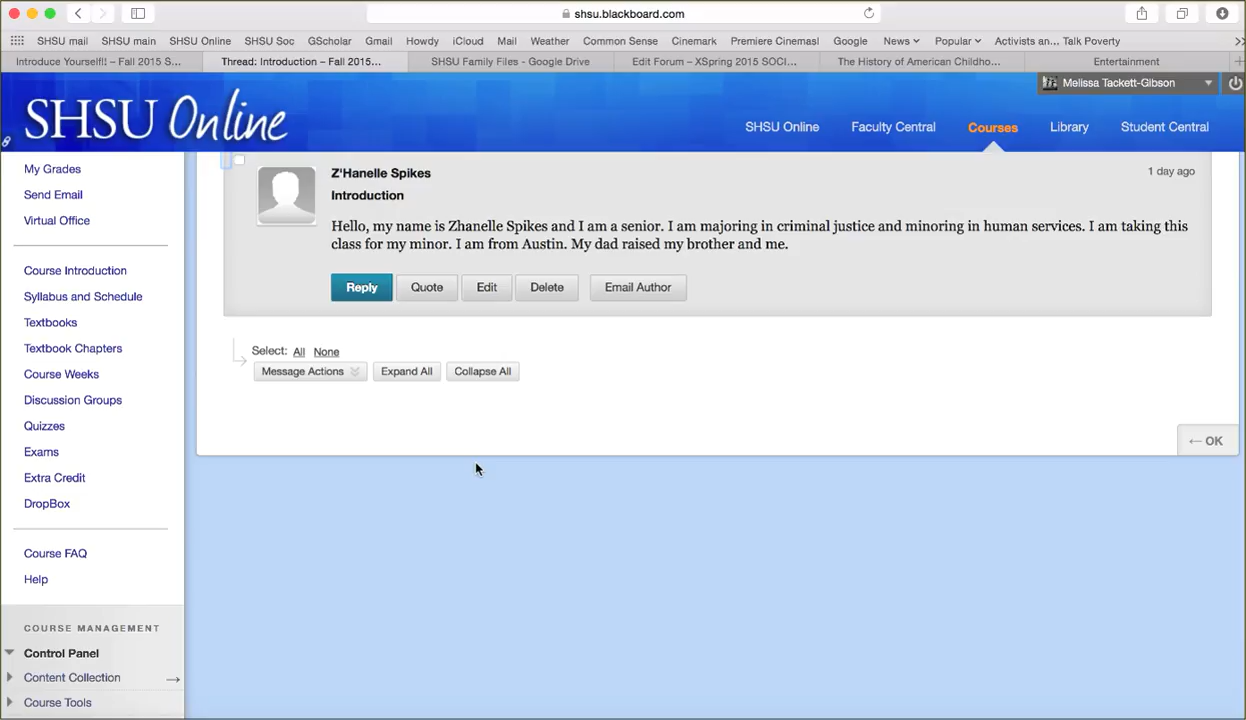 shsu.blackboard.com
SHSU mail SHSU main SHSU Online SHSU Soc GScholar Gmail Howdy iCloud Mail Weather Common Sense Cinemark Premiere Cinemasl Google News Popular Activists an... Talk Poverty
Introduce Yourself!! – Fall 2015 S... Thread: Introduction – Fall 2015... SHSU Family Files - Google Drive Edit Forum – XSpring 2015 SOCI... The History of American Childho... Entertainment
Melissa Tackett-Gibson
SHSU Online
SHSU Online Faculty Central Courses Library Student Central
My Grades
Send Email
Virtual Office
Course Introduction
Syllabus and Schedule
Textbooks
Textbook Chapters
Course Weeks
Discussion Groups
Quizzes
Exams
Extra Credit
DropBox
Course FAQ
Help
COURSE MANAGEMENT
Control Panel
Content Collection →
Course Tools
Z'Hanelle Spikes 1 day ago
Introduction
Hello, my name is Zhanelle Spikes and I am a senior. I am majoring in criminal justice and minoring in human services. I am taking this
class for my minor. I am from Austin. My dad raised my brother and me.
Reply Quote Edit Delete Email Author
Select: All None
Message Actions Expand All Collapse All
← OK